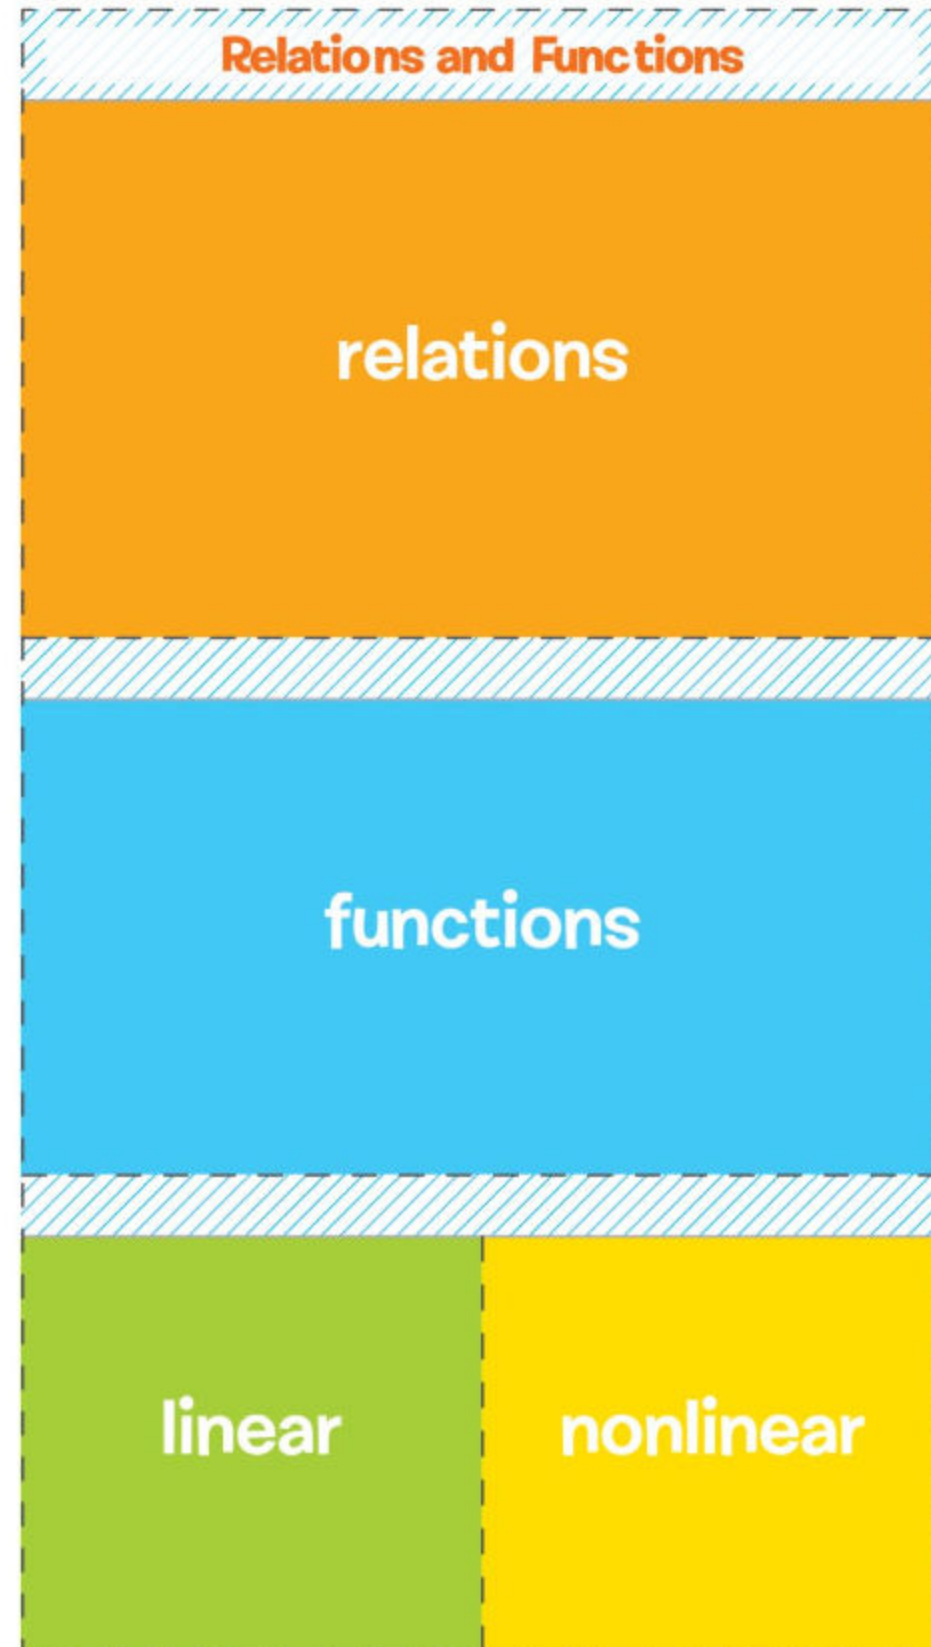 Relations and Functions
relations
functions
linear
nonlinear